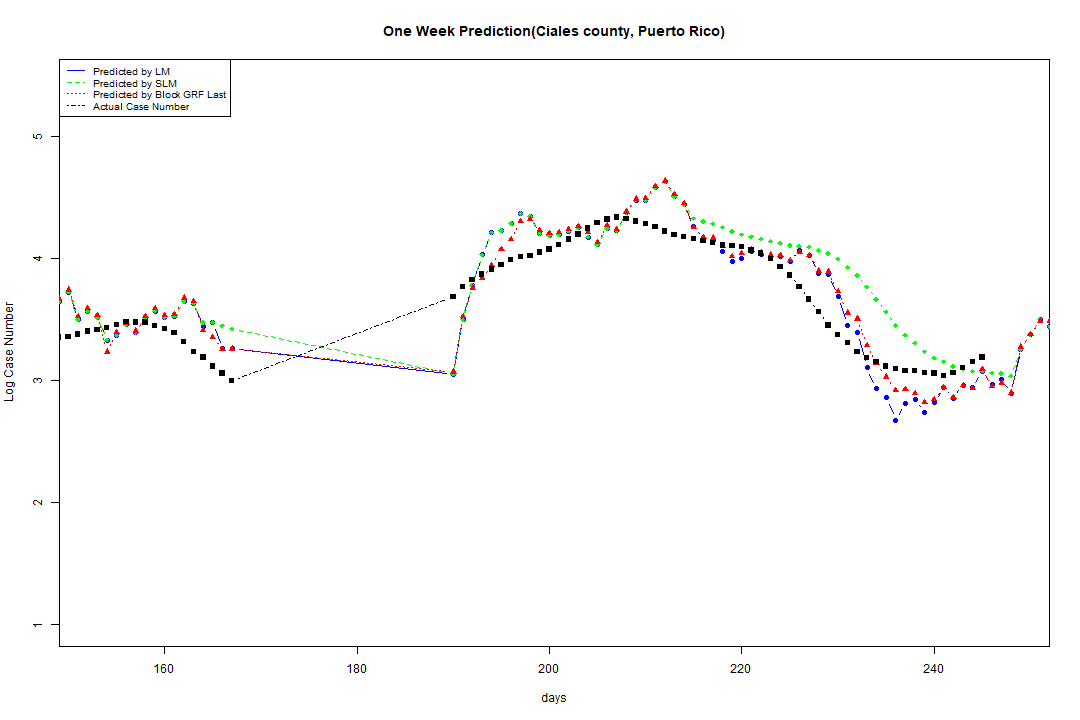 One Week Prediction(Ciales county, Puerto Rico)
Predicted by LM
Predicted by SLM
Predicted by Block GRF Last
Actual Case Number
5
4
3
2
1
Log Case Number
160 180 200 220 240
days